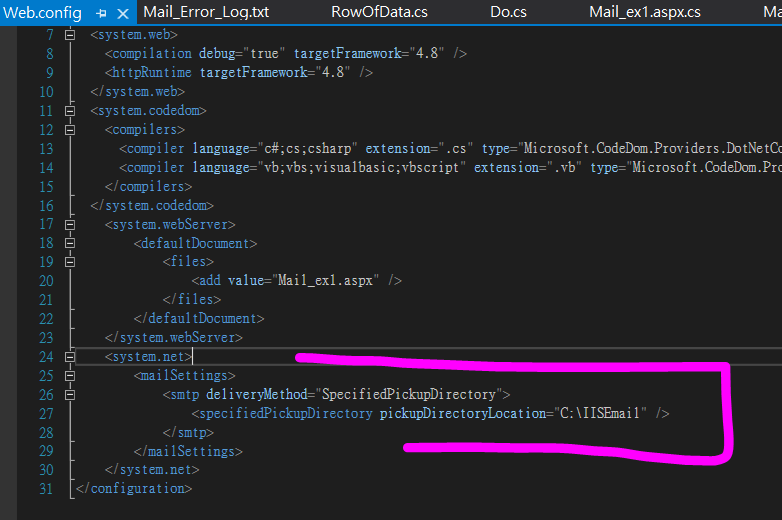 Web.config Mail_Error_Log.txt RowOfData.cs Do.cs Mail_ex1.aspx.cs Ma
7 <system.web>
8 <compilation debug="true" targetFramework="4.8" />
9 <httpRuntime targetFramework="4.8" />
10 </system.web>
11 <system.codedom>
12 <compilers>
13 <compiler language="c#;cs;csharp" extension=".cs" type="Microsoft.CodeDom.Providers.DotNetCo
14 <compiler language="vb;vbs;visualbasic;vbscript" extension=".vb" type="Microsoft.CodeDom.Pro
15 </compilers>
16 </system.codedom>
17 <system.webServer>
18 <defaultDocument>
19 <files>
20 <add value="Mail_ex1.aspx" />
21 </files>
22 </defaultDocument>
23 </system.webServer>
24 <system.net>
25 <mailSettings>
26 <smtp deliveryMethod="SpecifiedPickupDirectory">
27 <specifiedPickupDirectory pickupDirectoryLocation="C:\IISEmail" />
28 </smtp>
29 </mailSettings>
30 </system.net>
31 </configuration>